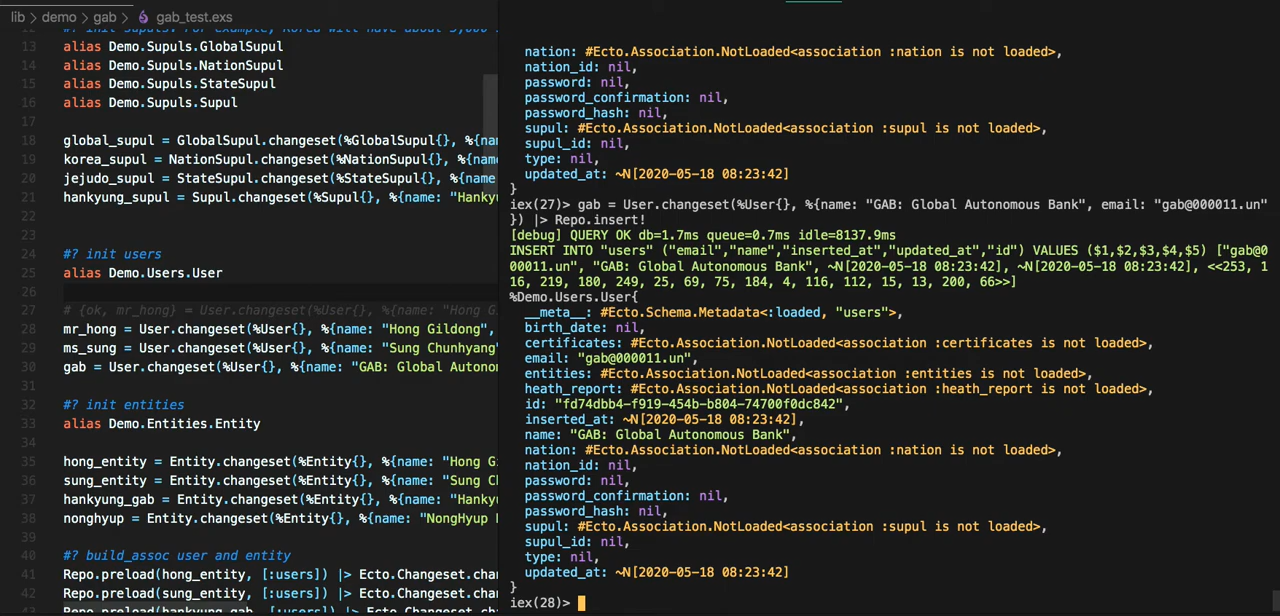 lib > demo > gab > gab_test.exs
13 alias Demo.Supuls.GlobalSupul
14 alias Demo.Supuls.NationSupul
15 alias Demo.Supuls.StateSupul
16 alias Demo.Supuls.Supul
17
18 global_supul = GlobalSupul.changeset(%GlobalSupul{}, %{nam
19 korea_supul = NationSupul.changeset(%NationSupul{}, %{name
20 jejudo_supul = StateSupul.changeset(%StateSupul{}, %{name
21 hankyung_supul = Supul.changeset(%Supul{}, %{name: "Hankyu
22
23
24 #? init users
25 alias Demo.Users.User
26
27 # {ok, mr_hong} = User.changeset(%User{}, %{name: "Hong G
28 mr_hong = User.changeset(%User{}, %{name: "Hong Gildong",
29 ms_sung = User.changeset(%User{}, %{name: "Sung Chunhyang"
30 gab = User.changeset(%User{}, %{name: "GAB: Global Autono
31
32 #? init entities
33 alias Demo.Entities.Entity
34
35 hong_entity = Entity.changeset(%Entity{}, %{name: "Hong G
36 sung_entity = Entity.changeset(%Entity{}, %{name: "Sung C
37 hankyung_gab = Entity.changeset(%Entity{}, %{name: "Hanky
38 nonghyup = Entity.changeset(%Entity{}, %{name: "NongHyup
39
40 #? build_assoc user and entity
41 Repo.preload(hong_entity, [:users]) |> Ecto.Changeset.chan
42 Repo.preload(sung_entity, [:users]) |> Ecto.Changeset.chan
nation: #Ecto.Association.NotLoaded<association :nation is not loaded>,
nation_id: nil,
password: nil,
password_confirmation: nil,
password_hash: nil,
supul: #Ecto.Association.NotLoaded<association :supul is not loaded>,
supul_id: nil,
type: nil,
updated_at: ~N[2020-05-18 08:23:42]
}
iex(27)> gab = User.changeset(%User{}, %{name: "GAB: Global Autonomous Bank", email: "gab@000011.un"
}) |> Repo.insert!
[debug] QUERY OK db=1.7ms queue=0.7ms idle=8137.9ms
INSERT INTO "users" ("email","name","inserted_at","updated_at","id") VALUES ($1,$2,$3,$4,$5) ["gab@0
00011.un", "GAB: Global Autonomous Bank", ~N[2020-05-18 08:23:42], ~N[2020-05-18 08:23:42], <<253, 1
16, 219, 180, 249, 25, 69, 75, 184, 4, 116, 112, 15, 13, 200, 66>>]
%Demo.Users.User{
__meta__: #Ecto.Schema.Metadata<:loaded, "users">,
birth_date: nil,
certificates: #Ecto.Association.NotLoaded<association :certificates is not loaded>,
email: "gab@000011.un",
entities: #Ecto.Association.NotLoaded<association :entities is not loaded>,
heath_report: #Ecto.Association.NotLoaded<association :heath_report is not loaded>,
id: "fd74dbb4-f919-454b-b804-74700f0dc842",
inserted_at: ~N[2020-05-18 08:23:42],
name: "GAB: Global Autonomous Bank",
nation: #Ecto.Association.NotLoaded<association :nation is not loaded>,
nation_id: nil,
password: nil,
password_confirmation: nil,
password_hash: nil,
supul: #Ecto.Association.NotLoaded<association :supul is not loaded>,
supul_id: nil,
type: nil,
updated_at: ~N[2020-05-18 08:23:42]
}
iex(28)>